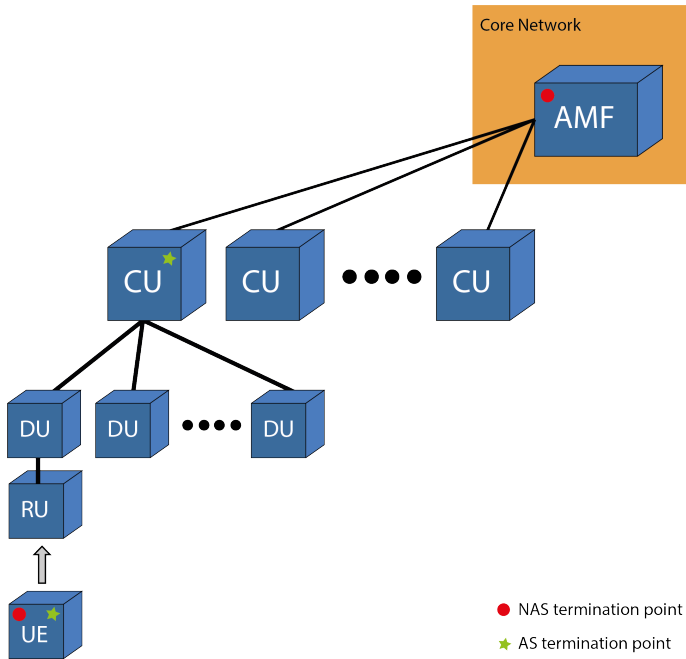 Core Network
AMF
CU
CU
CU
DU
DU
DU
RU
UE
NAS termination point
AS termination point